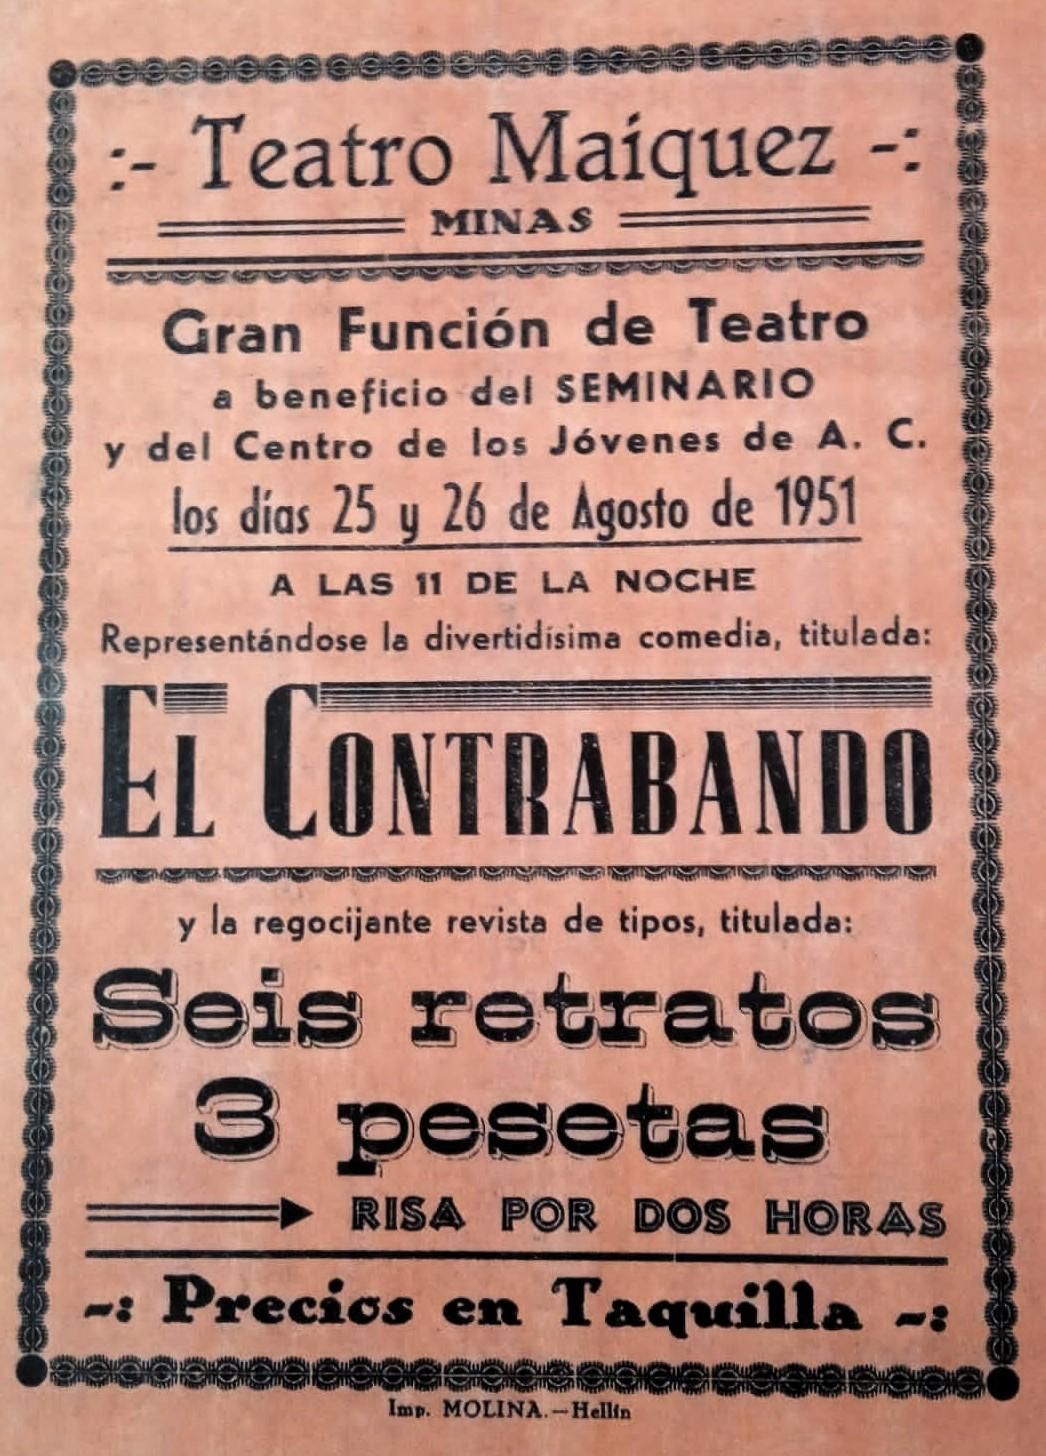 :- Teatro Maíquez -:
MINAS
Gran Función de Teatro
a beneficio del SEMINARIO
y del Centro de los Jóvenes de A. C.
los días 25 y 26 de Agosto de 1951
A LAS 11 DE LA NOCHE
Representándose la divertidísima comedia, titulada:
EL CONTRABANDO
y la regocijante revista de tipos, titulada:
Seis retratos
3 pesetas
RISA POR DOS HORAS
-: Precios en Taquilla -:
Imp. MOLINA.-Hellín